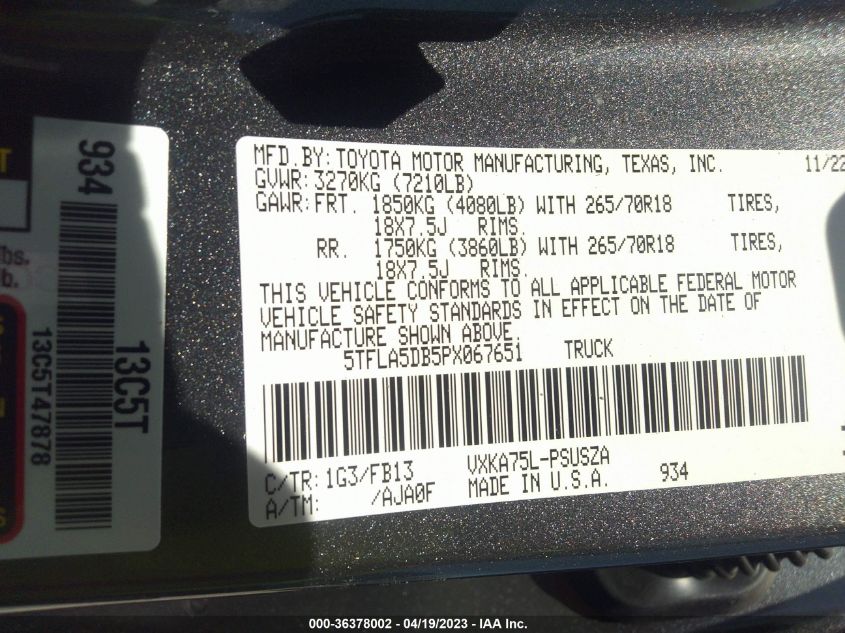 MFD.BY: TOYOTA MOTOR MANUFACTURING, TEXAS, INC. 11/22
GVWR: 3270KG (7210LB)
GAWR: FRT. 1850KG (4080LB) WITH 265/70R18 TIRES,
18X7.5J RIMS.
RR. 1750KG (3860LB) WITH 265/70R18 TIRES,
18X7.5J RIMS.
THIS VEHICLE CONFORMS TO ALL APPLICABLE FEDERAL MOTOR
VEHICLE SAFETY STANDARDS IN EFFECT ON THE DATE OF
MANUFACTURE SHOWN ABOVE.
5TFLA5DB5PX067651 TRUCK
C/TR: 1G3/FB13 VXKA75L-PSUSZA
A/TM: /AJA0F MADE IN U.S.A. 934
934
13C5T
13C5T47878
lbs.
lb.
000-36378002 - 04/19/2023 - VXKA Inc.